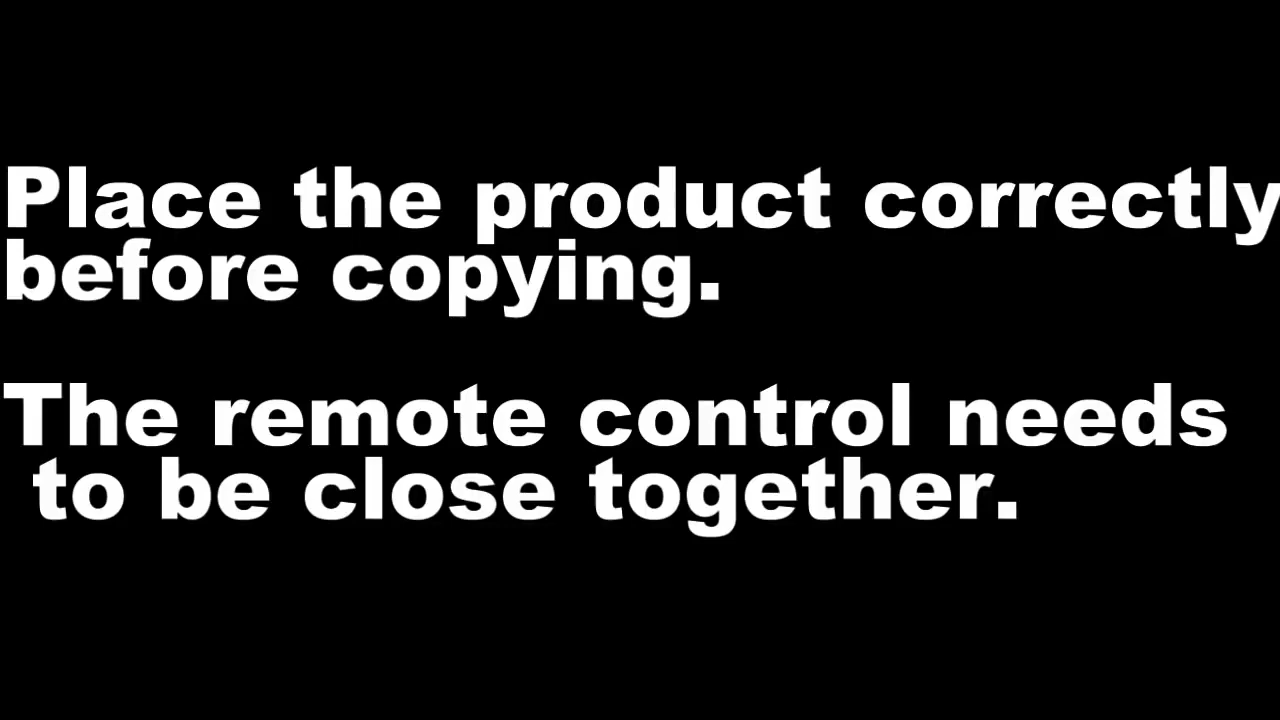 Place the product correctly
before copying.
The remote control needs
to be close together.